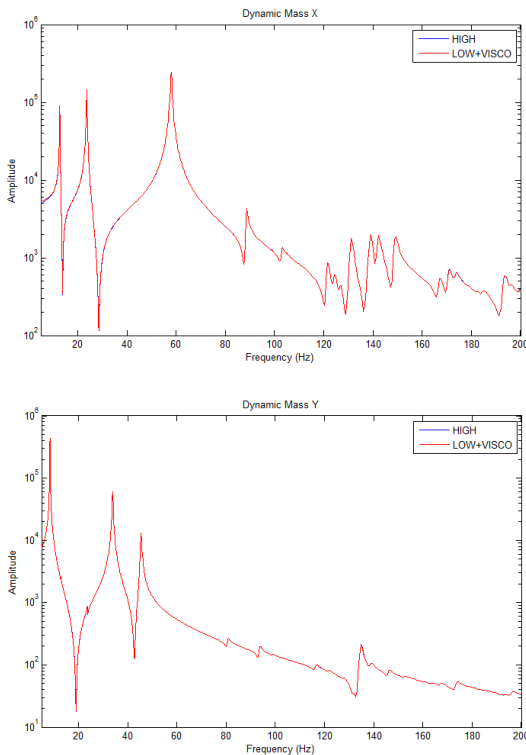 Dynamic Mass X
10^6
10^5
10^4
10^3
10^2
Amplitude
HIGH
LOW+VISCO
20 40 60 80 100 120 140 160 180 200
Frequency (Hz)
Dynamic Mass Y
10^6
10^5
10^4
10^3
10^2
10^1
Amplitude
HIGH
LOW+VISCO
20 40 60 80 100 120 140 160 180 200
Frequency (Hz)